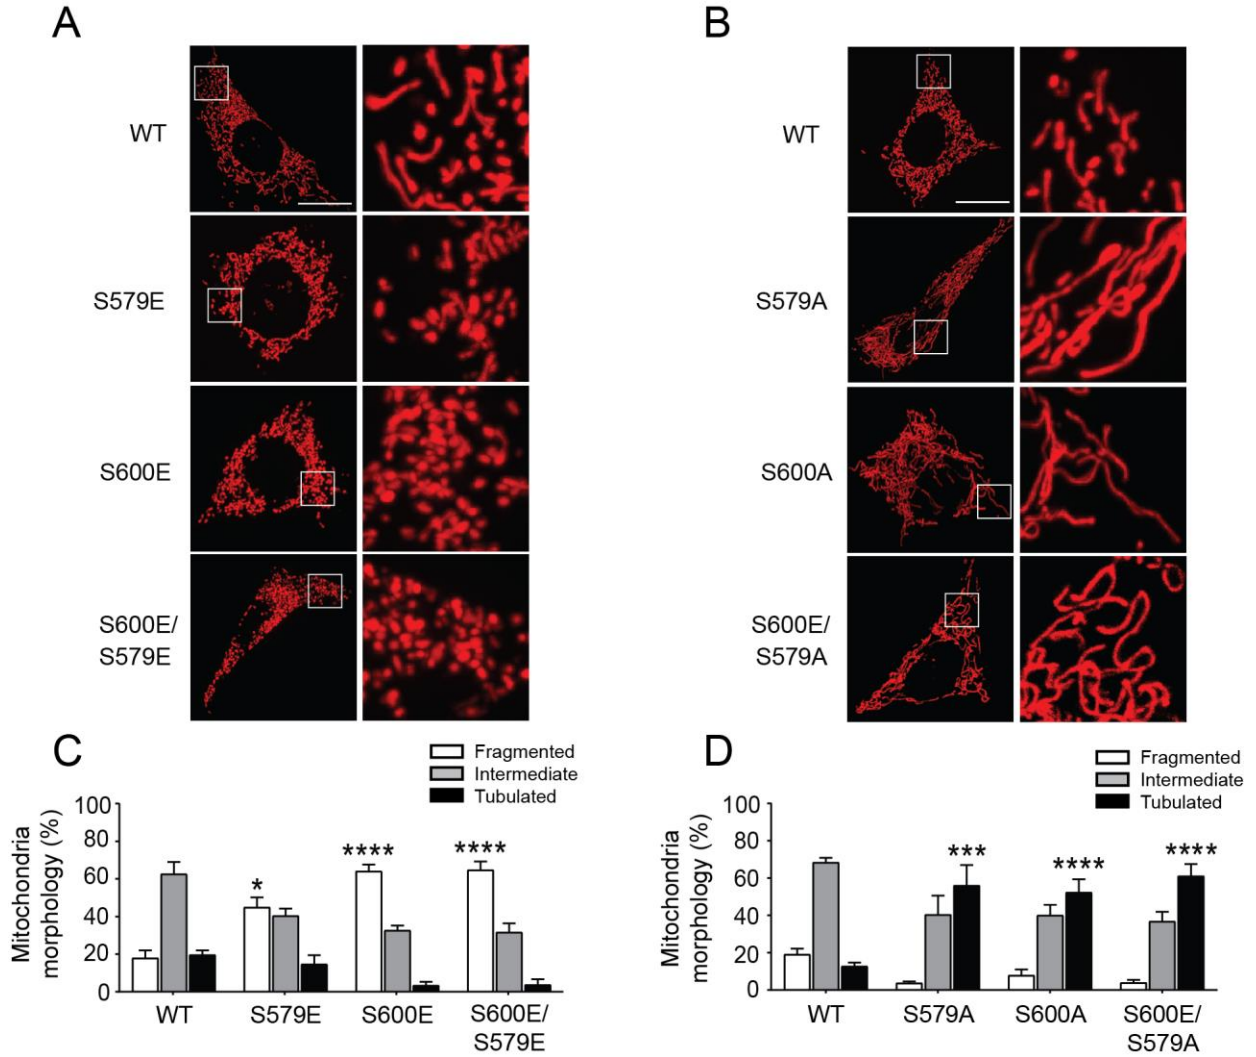 A
B
WT
S579E
S600E
S600E/
S579E
WT
S579A
S600A
S600E/
S579A
C
Fragmented
Intermediate
Tubulated
Mitochondria
morphology (%)
100
80
60
40
20
0
*
****
****
WT
S579E
S600E
S600E/
S579E
D
Fragmented
Intermediate
Tubulated
Mitochondria
morphology (%)
100
80
60
40
20
0
***
****
****
WT
S579A
S600A
S600E/
S579A